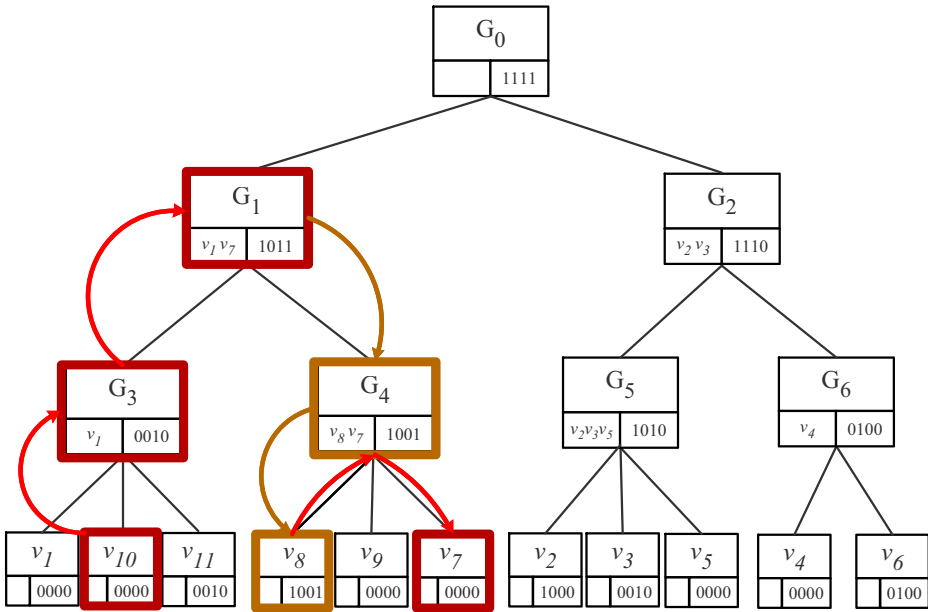 G0
1111
G1
v1 v7 1011
G2
v2 v3 1110
G3
v1 0010
G4
v8 v7 1001
G5
v2v3v5 1010
G6
v4 0100
v1
0000
v10
0000
v11
0010
v8
1001
v9
0000
v7
0000
v2
1000
v3
0010
v5
0000
v4
0000
v6
0100